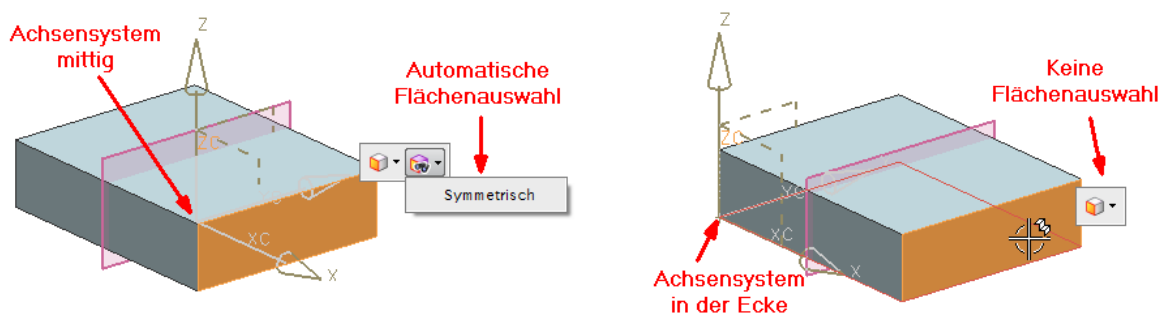 Achsensystem
mittig
Z
Automatische
Flächenauswahl
ZC
Symmetrisch
XC
X
Z
Keine
Flächenauswahl
ZC
YC
XC
X
Achsensystem
in der Ecke